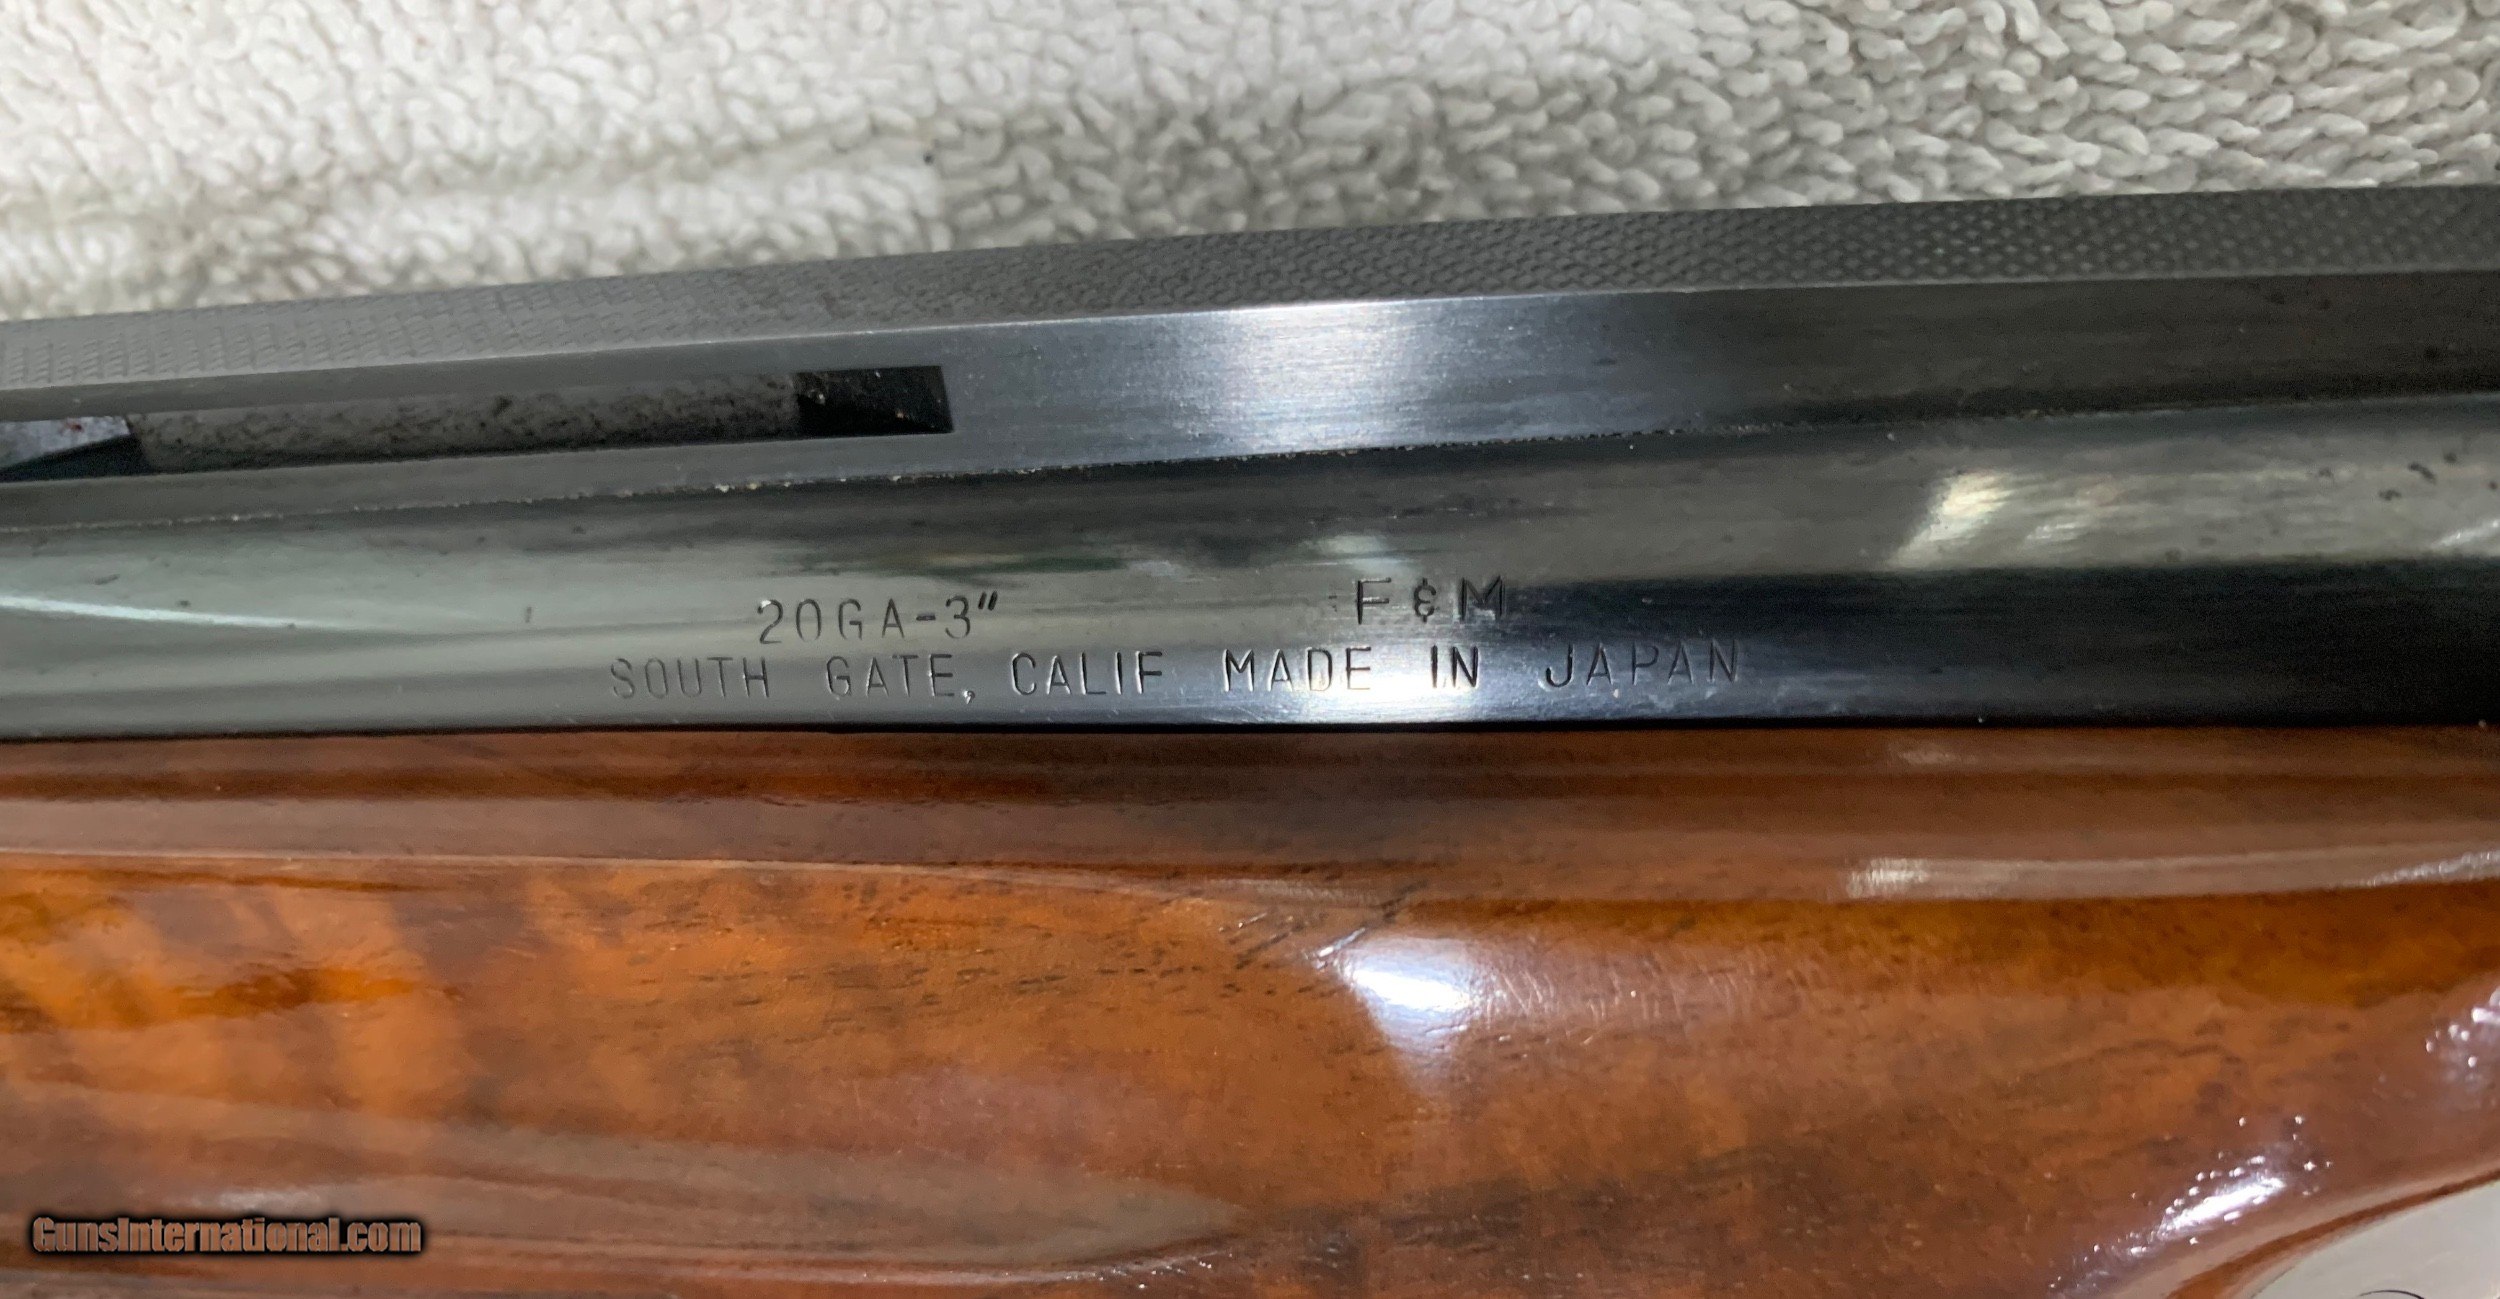 20GA-3" F&M
SOUTH GATE, CALIF MADE IN JAPAN
GunsInternational.com